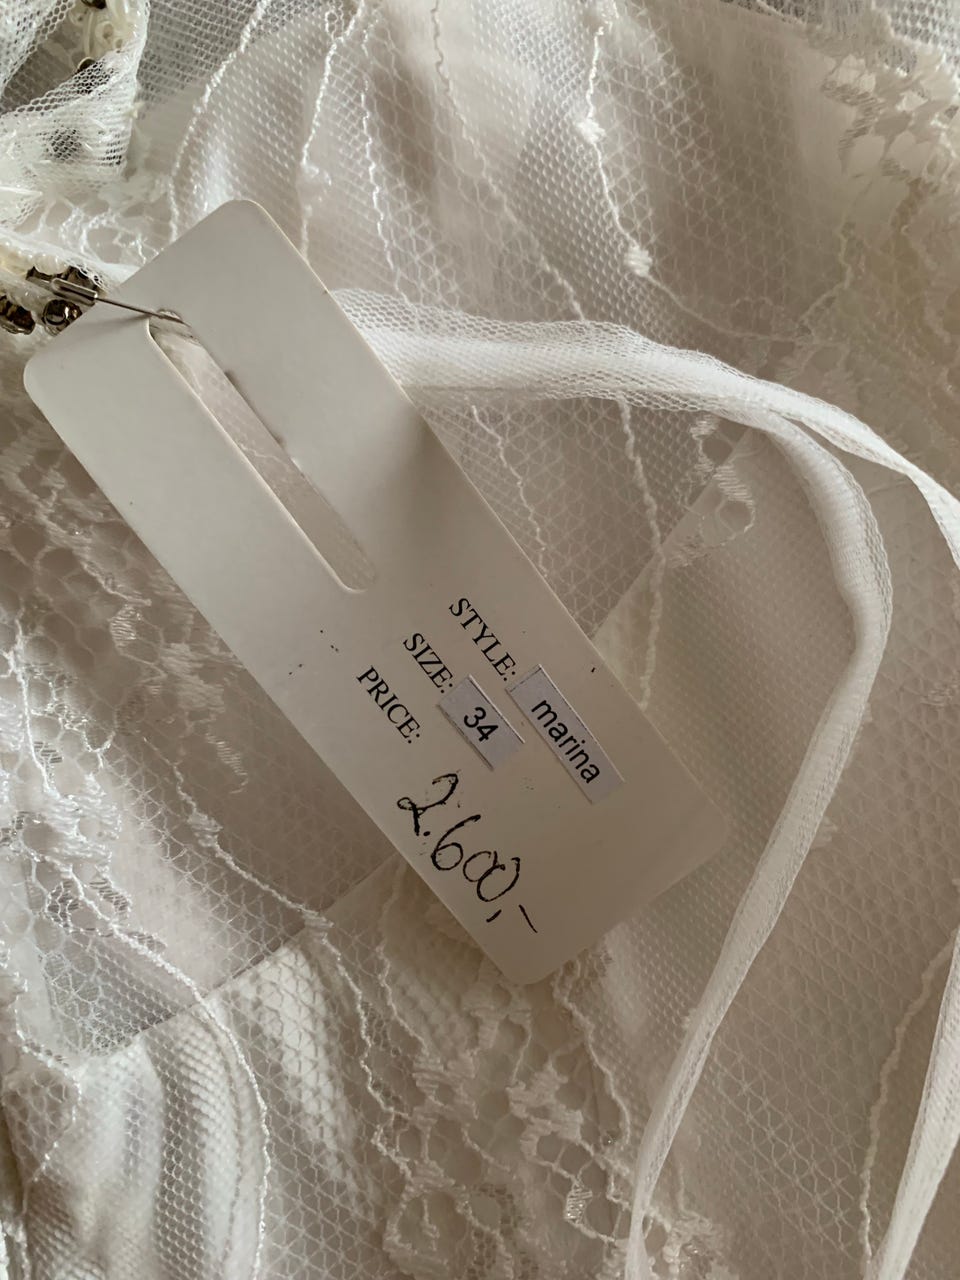 STYLE: marina
SIZE: 34
PRICE:
2.600,-